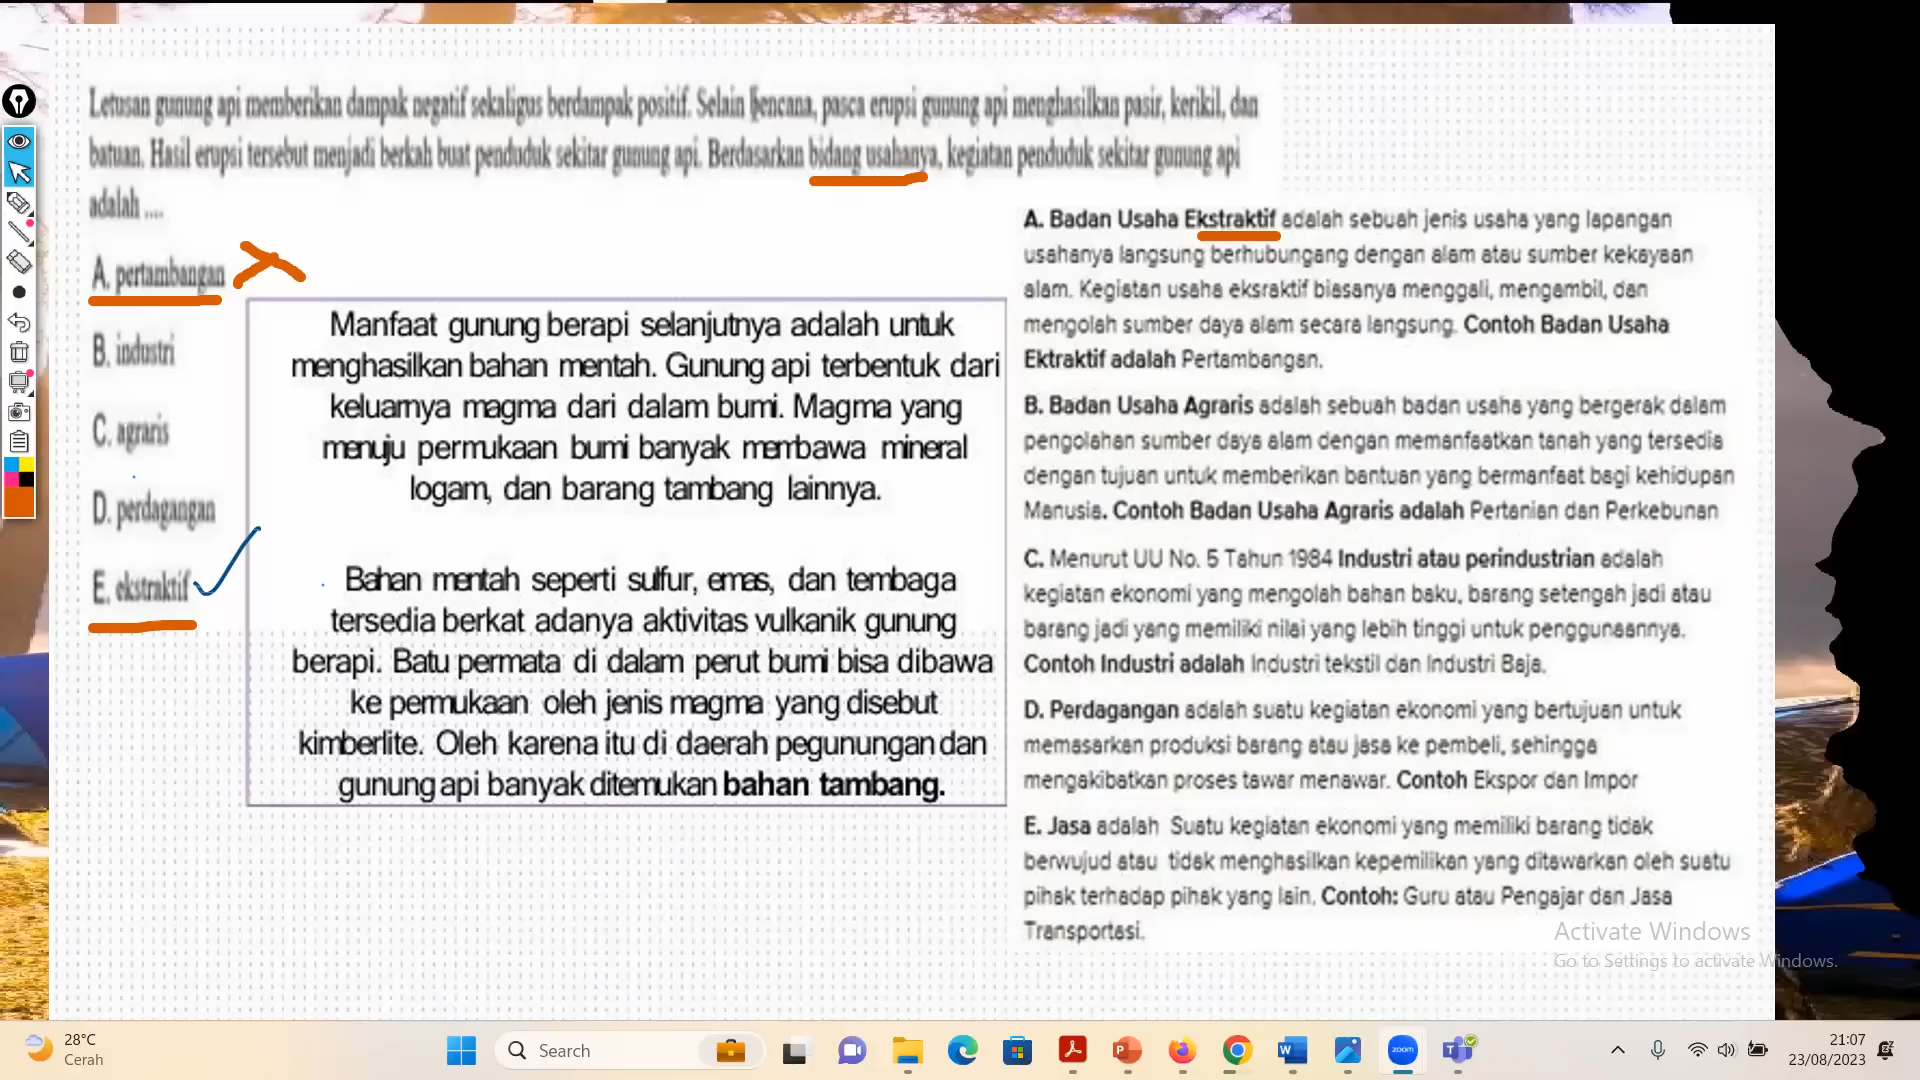 Letusan gunung api memberikan dampak negatif sekaligus berdampak positif. Selain bencana, pasca erupsi gunung api menghasilkan pasir, kerikil, dan
batuan. Hasil erupsi tersebut menjadi berkah buat penduduk sekitar gunung api. Berdasarkan bidang usahanya, kegiatan penduduk sekitar gunung api
adalah ....
A. pertambangan
B. industri
C. agraris
D. perdagangan
E. ekstraktif
Manfaat gunung berapi selanjutnya adalah untuk
menghasilkan bahan mentah. Gunung api terbentuk dari
keluarnya magma dari dalam bumi. Magma yang
menuju permukaan bumi banyak membawa mineral
logam, dan barang tambang lainnya.
Bahan mentah seperti sulfur, emas, dan tembaga
tersedia berkat adanya aktivitas vulkanik gunung
berapi. Batu permata di dalam perut bumi bisa dibawa
ke permukaan oleh jenis magma yang disebut
kimberlite. Oleh karena itu di daerah pegunungan dan
gunung api banyak ditemukan bahan tambang.
A. Badan Usaha Ekstraktif adalah sebuah jenis usaha yang lapangan
usahanya langsung berhubungang dengan alam atau sumber kekayaan
alam. Kegiatan usaha eksraktif biasanya menggali, mengambil, dan
mengolah sumber daya alam secara langsung. Contoh Badan Usaha
Ektraktif adalah Pertambangan.
B. Badan Usaha Agraris adalah sebuah badan usaha yang bergerak dalam
pengolahan sumber daya alam dengan memanfaatkan tanah yang tersedia
dengan tujuan untuk memberikan bantuan yang bermanfaat bagi kehidupan
Manusia. Contoh Badan Usaha Agraris adalah Pertanian dan Perkebunan
C. Menurut UU No. 5 Tahun 1984 Industri atau perindustrian adalah
kegiatan ekonomi yang mengolah bahan baku, barang setengah jadi atau
barang jadi yang memiliki nilai yang lebih tinggi untuk penggunaannya.
Contoh Industri adalah Industri tekstil dan Industri Baja.
D. Perdagangan adalah suatu kegiatan ekonomi yang bertujuan untuk
memasarkan produksi barang atau jasa ke pembeli, sehingga
mengakibatkan proses tawar menawar. Contoh Ekspor dan Impor
E. Jasa adalah Suatu kegiatan ekonomi yang memiliki barang tidak
berwujud atau tidak menghasilkan kepemilikan yang ditawarkan oleh suatu
pihak terhadap pihak yang lain. Contoh: Guru atau Pengajar dan Jasa
Transportasi.
Activate Windows
Go to Settings to activate Windows.
28°C
Cerah
Search
zoom
21:07
23/08/2023